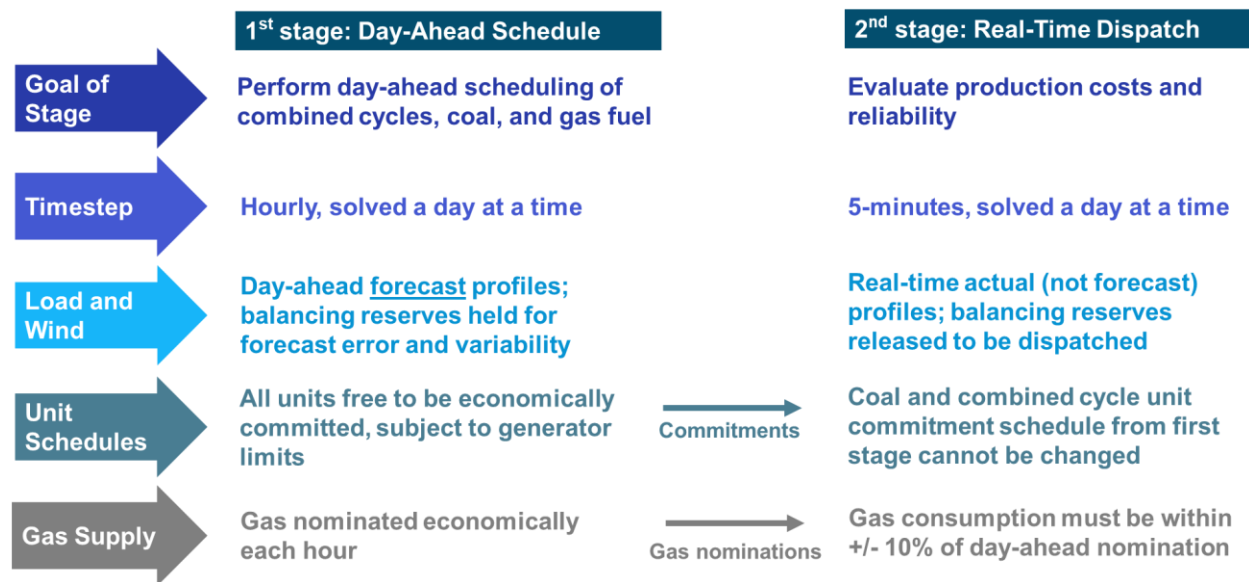 1st stage: Day-Ahead Schedule
2nd stage: Real-Time Dispatch
Goal of
Stage
Perform day-ahead scheduling of
combined cycles, coal, and gas fuel
Evaluate production costs and
reliability
Timestep
Hourly, solved a day at a time
5-minutes, solved a day at a time
Load and
Wind
Day-ahead forecast profiles;
balancing reserves held for
forecast error and variability
Real-time actual (not forecast)
profiles; balancing reserves
released to be dispatched
Unit
Schedules
All units free to be economically
committed, subject to generator
limits
Commitments
Coal and combined cycle unit
commitment schedule from first
stage cannot be changed
Gas Supply
Gas nominated economically
each hour
Gas nominations
Gas consumption must be within
+/- 10% of day-ahead nomination